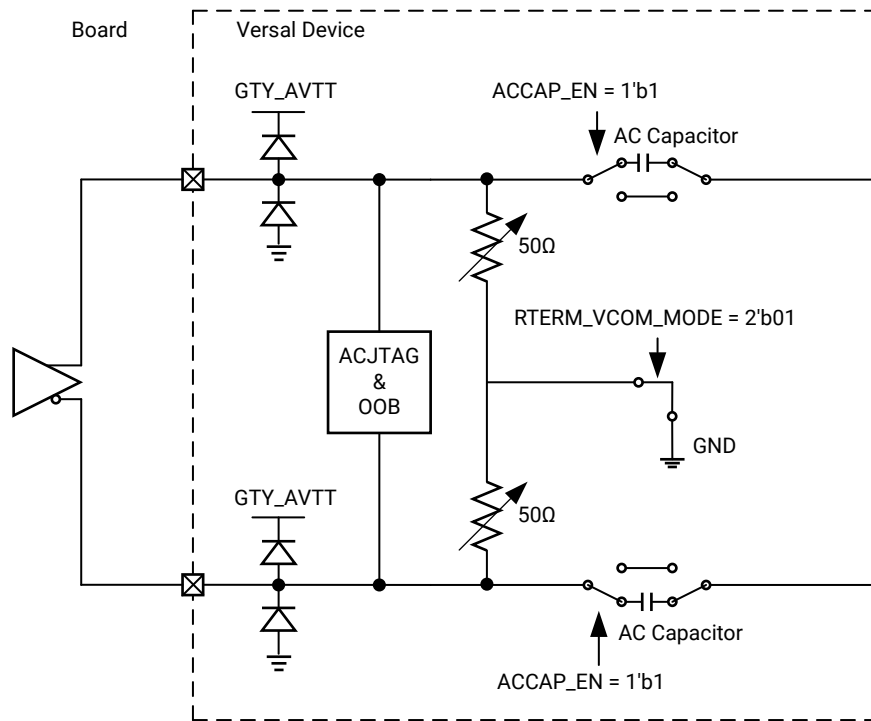 Board
Versal Device
GTY_AVTT
ACCAP_EN = 1'b1
AC Capacitor
50Ω
RTERM_VCOM_MODE = 2'b01
ACJTAG
&
OOB
GND
GTY_AVTT
50Ω
AC Capacitor
ACCAP_EN = 1'b1